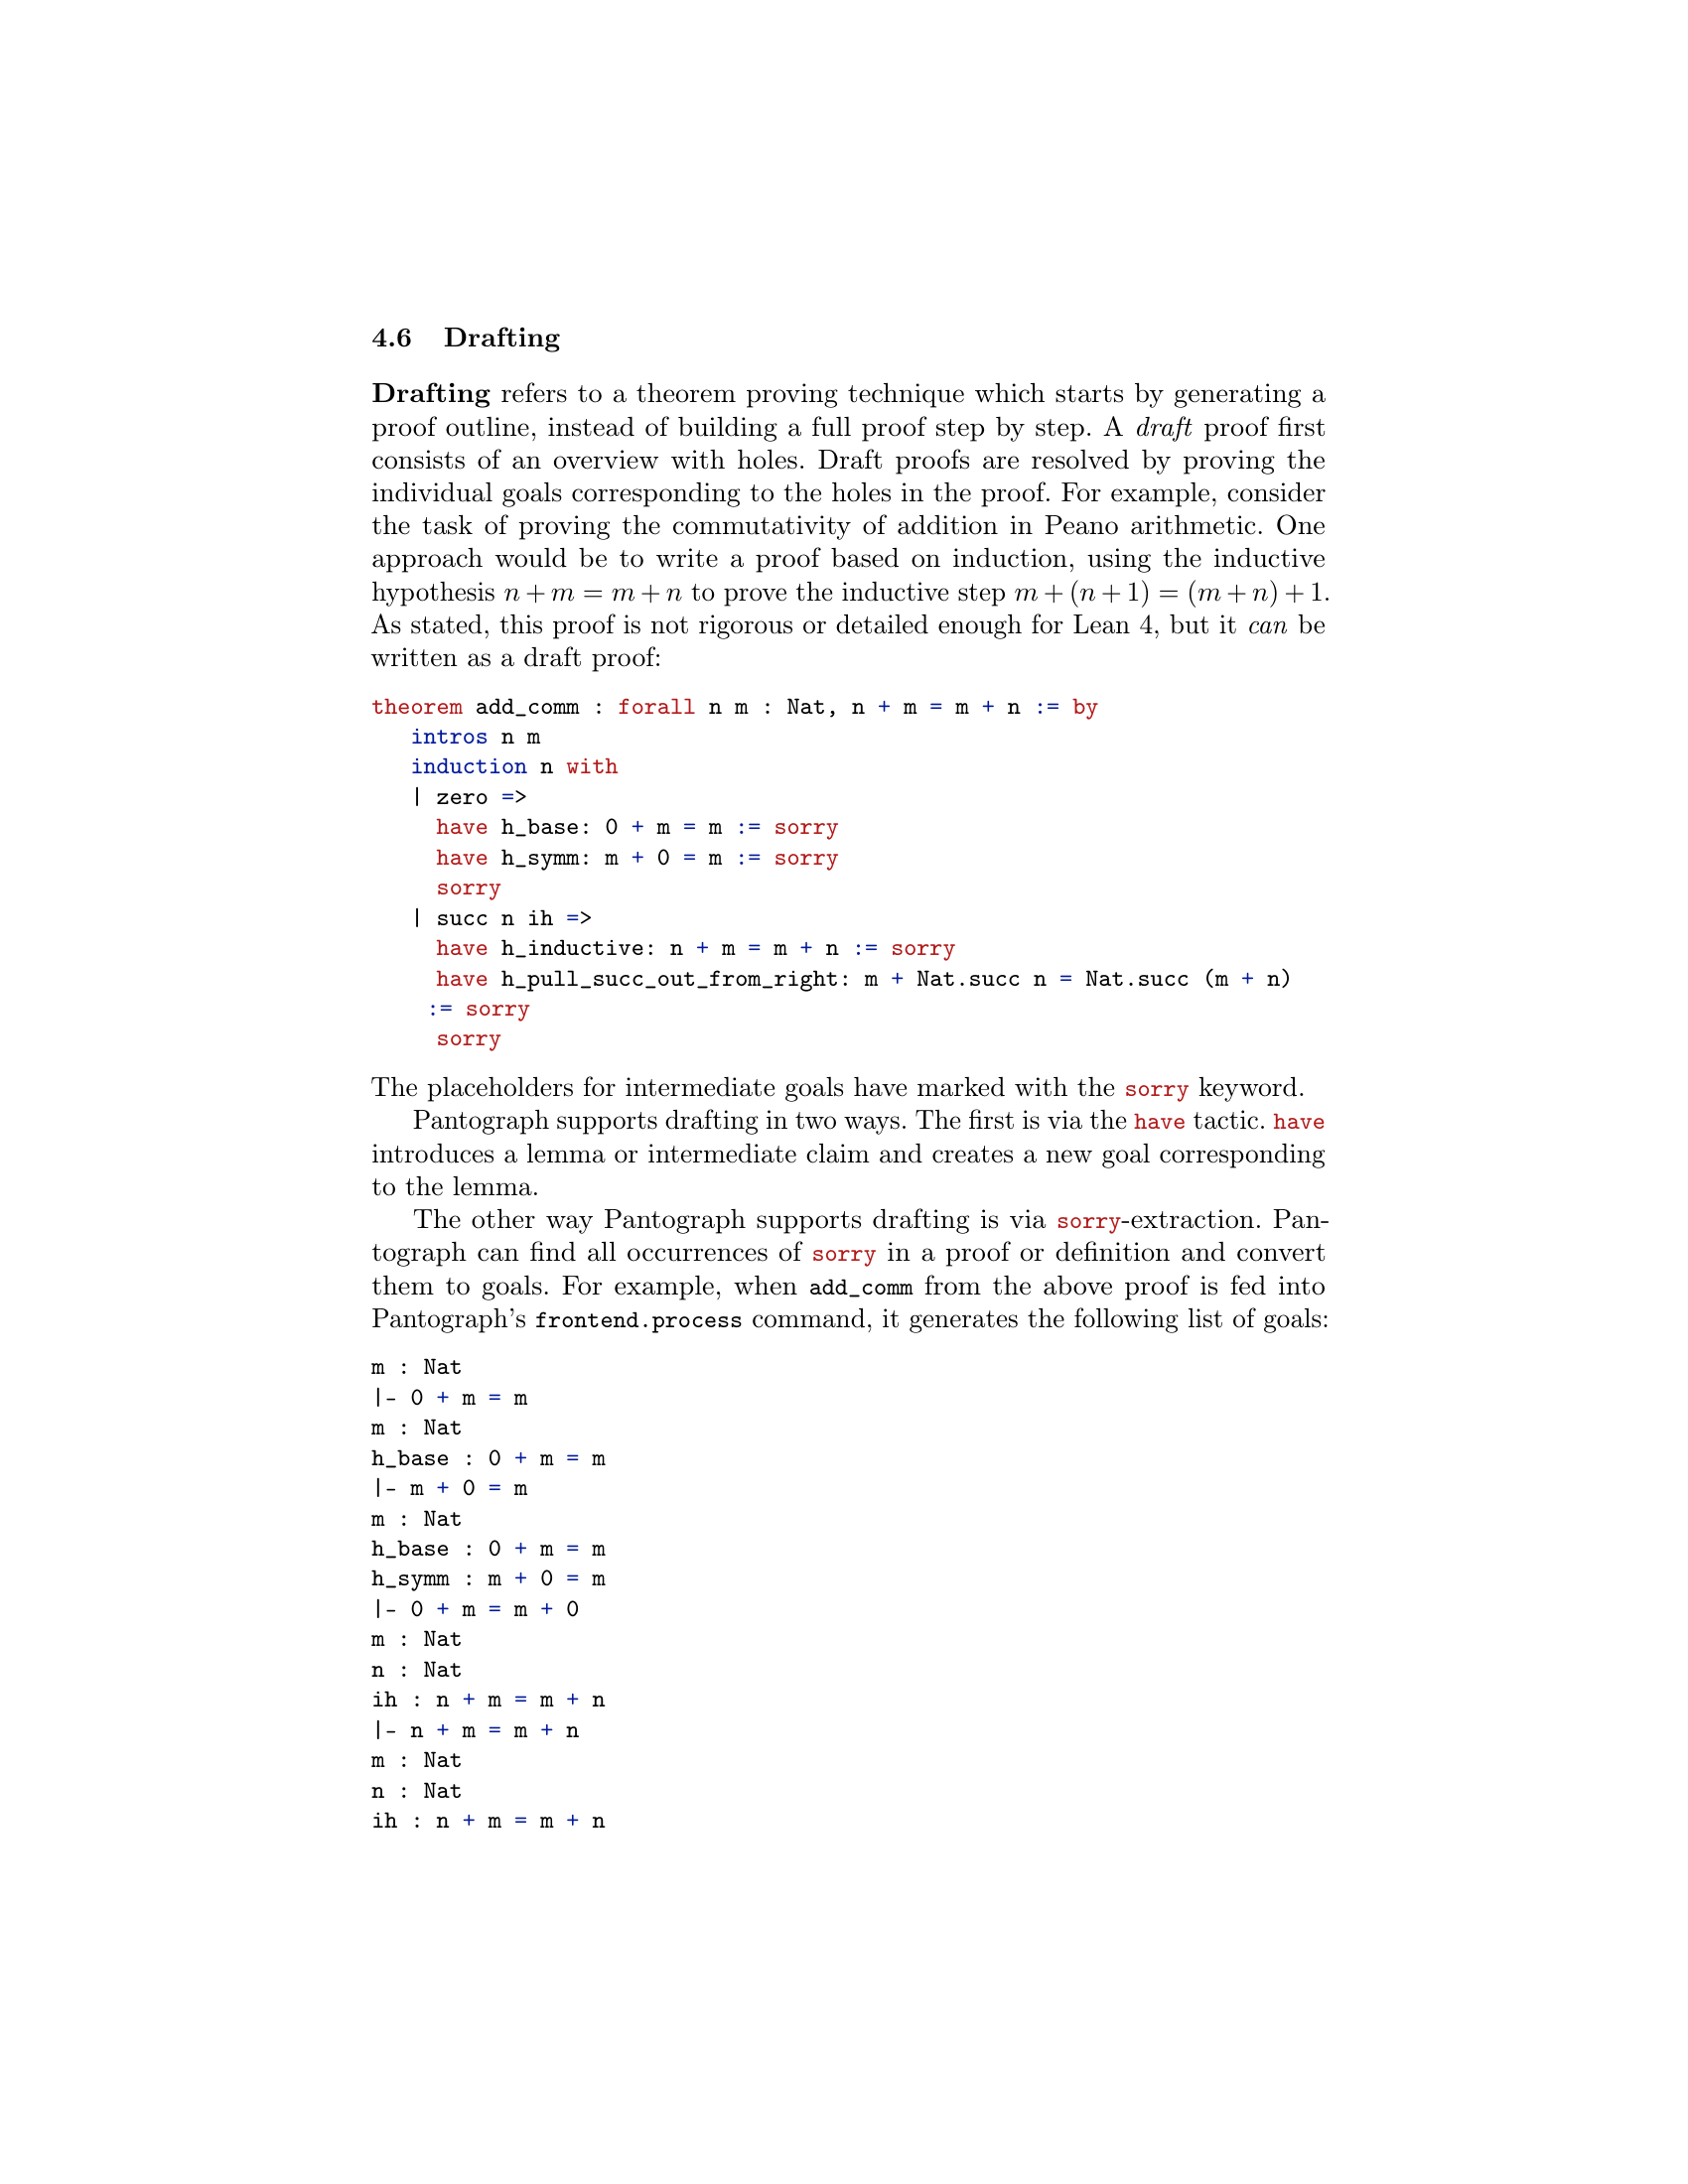 4.6 Drafting
Drafting refers to a theorem proving technique which starts by generating a
proof outline, instead of building a full proof step by step. A draft proof first
consists of an overview with holes. Draft proofs are resolved by proving the
individual goals corresponding to the holes in the proof. For example, consider
the task of proving the commutativity of addition in Peano arithmetic. One
approach would be to write a proof based on induction, using the inductive
hypothesis n + m = m + n to prove the inductive step m + (n + 1) = (m + n) + 1.
As stated, this proof is not rigorous or detailed enough for Lean 4, but it can be
written as a draft proof:
theorem add_comm : forall n m : Nat, n + m = m + n := by
   intros n m
   induction n with
   | zero =>
     have h_base: 0 + m = m := sorry
     have h_symm: m + 0 = m := sorry
     sorry
   | succ n ih =>
     have h_inductive: n + m = m + n := sorry
     have h_pull_succ_out_from_right: m + Nat.succ n = Nat.succ (m + n)
    := sorry
     sorry
The placeholders for intermediate goals have marked with the sorry keyword.
Pantograph supports drafting in two ways. The first is via the have tactic. have
introduces a lemma or intermediate claim and creates a new goal corresponding
to the lemma.
The other way Pantograph supports drafting is via sorry-extraction. Pan-
tograph can find all occurrences of sorry in a proof or definition and convert
them to goals. For example, when add_comm from the above proof is fed into
Pantograph's frontend.process command, it generates the following list of goals:
m : Nat
|- 0 + m = m
m : Nat
h_base : 0 + m = m
|- m + 0 = m
m : Nat
h_base : 0 + m = m
h_symm : m + 0 = m
|- 0 + m = m + 0
m : Nat
n : Nat
ih : n + m = m + n
|- n + m = m + n
m : Nat
n : Nat
ih : n + m = m + n